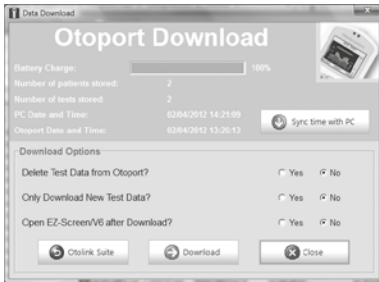 Data Download
Otoport Download
Battery Charge: 100%
Number of patients stored: 2
Number of tests stored: 2
PC Date and Time: 02/04/2012 14:21:09
Otoport Date and Time: 02/04/2012 13:20:13
Sync time with PC
Download Options
Delete Test Data from Otoport? Yes No
Only Download New Test Data? Yes No
Open EZ-Screen/V6 after Download? Yes No
Otolink Suite Download Close